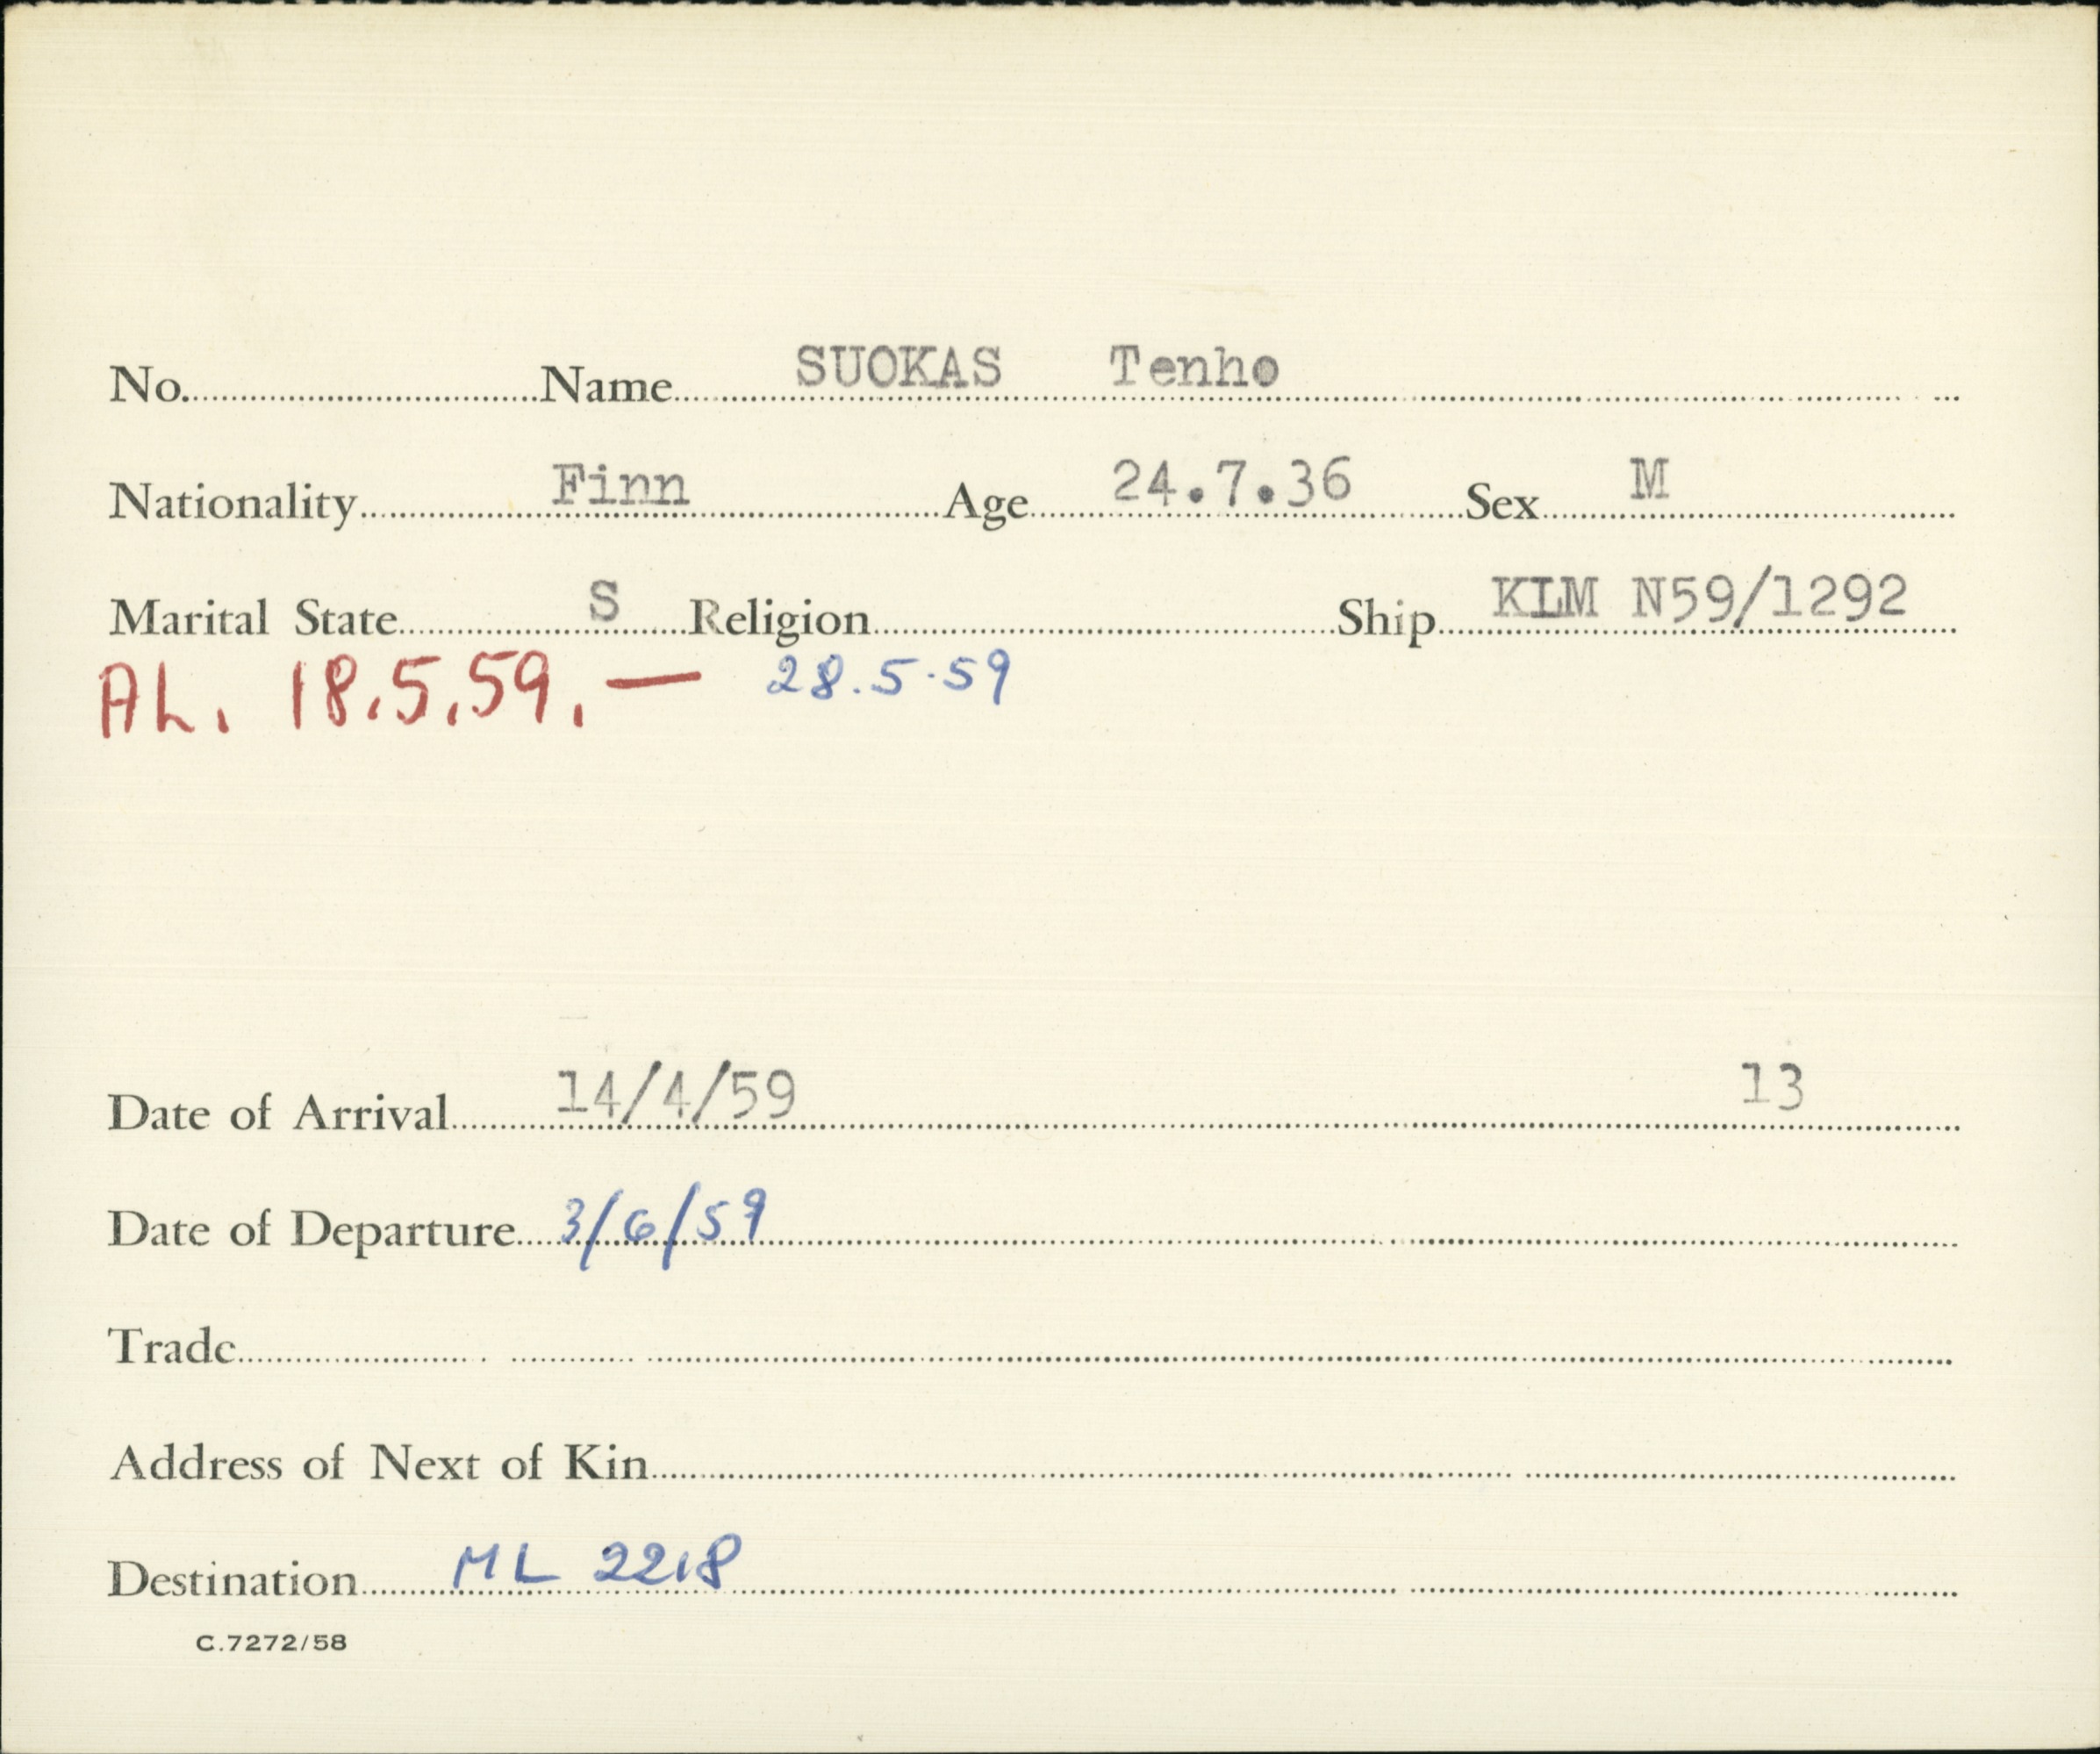 No. Name SUOKAS Tenho
Nationality Finn Age 24.7.36 Sex M
Marital State S Religion Ship KLM N59/1292
AL. 18.5.59. — 28.5.59
Date of Arrival 14/4/59 13
Date of Departure 3/6/59
Trade
Address of Next of Kin
Destination ML 2218
C.7272/58